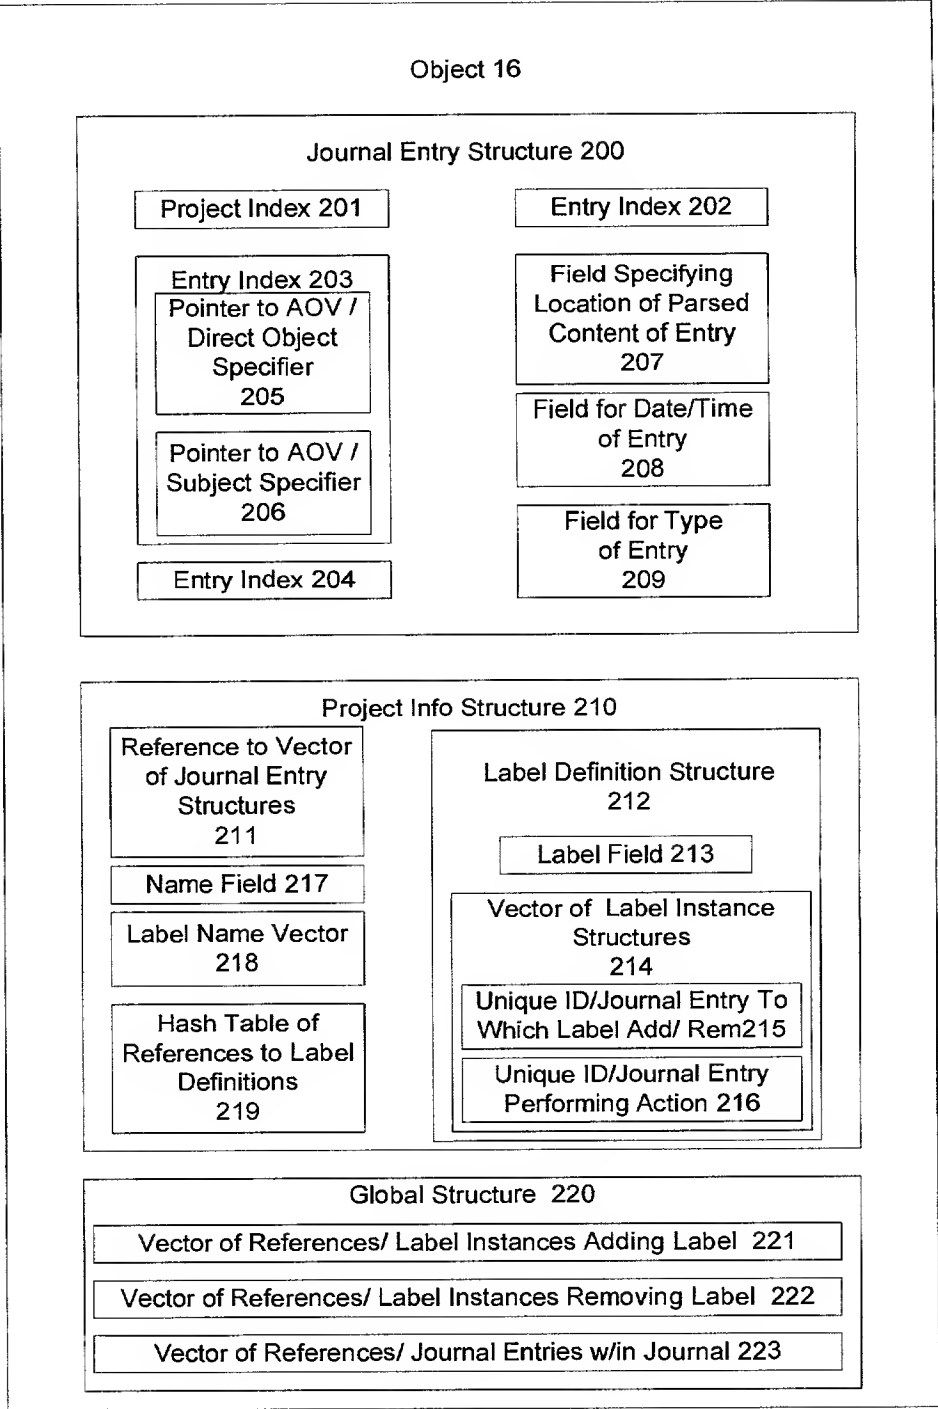 Object 16
Journal Entry Structure 200
Project Index 201
Entry Index 202
Entry Index 203
Pointer to AOV /
Direct Object
Specifier
205
Pointer to AOV /
Subject Specifier
206
Entry Index 204
Field Specifying
Location of Parsed
Content of Entry
207
Field for Date/Time
of Entry
208
Field for Type
of Entry
209
Project Info Structure 210
Reference to Vector
of Journal Entry
Structures
211
Name Field 217
Label Name Vector
218
Hash Table of
References to Label
Definitions
219
Label Definition Structure
212
Label Field 213
Vector of Label Instance
Structures
214
Unique ID/Journal Entry To
Which Label Add/ Rem215
Unique ID/Journal Entry
Performing Action 216
Global Structure 220
Vector of References/ Label Instances Adding Label 221
Vector of References/ Label Instances Removing Label 222
Vector of References/ Journal Entries w/in Journal 223